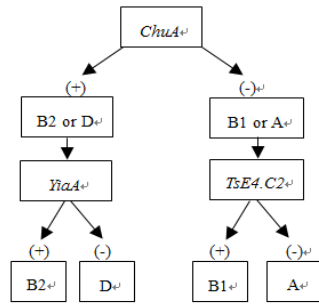 ChuA
(+) (-)
B2 or D B1 or A
YiaA TsE4.C2
(+) (-) (+) (-)
B2 D B1 A